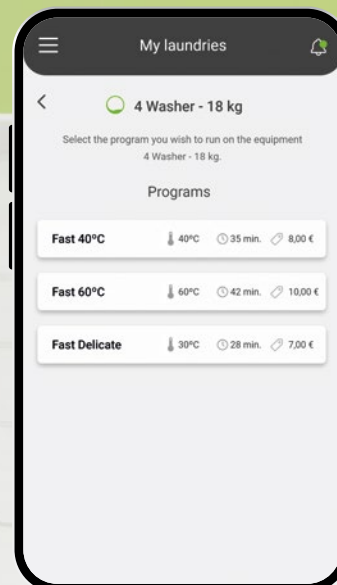 My laundries
4 Washer - 18 kg
Select the program you wish to run on the equipment
4 Washer - 18 kg.
Programs
Fast 40ºC 40ºC 35 min. 8,00 €
Fast 60ºC 60ºC 42 min. 10,00 €
Fast Delicate 30ºC 28 min. 7,00 €